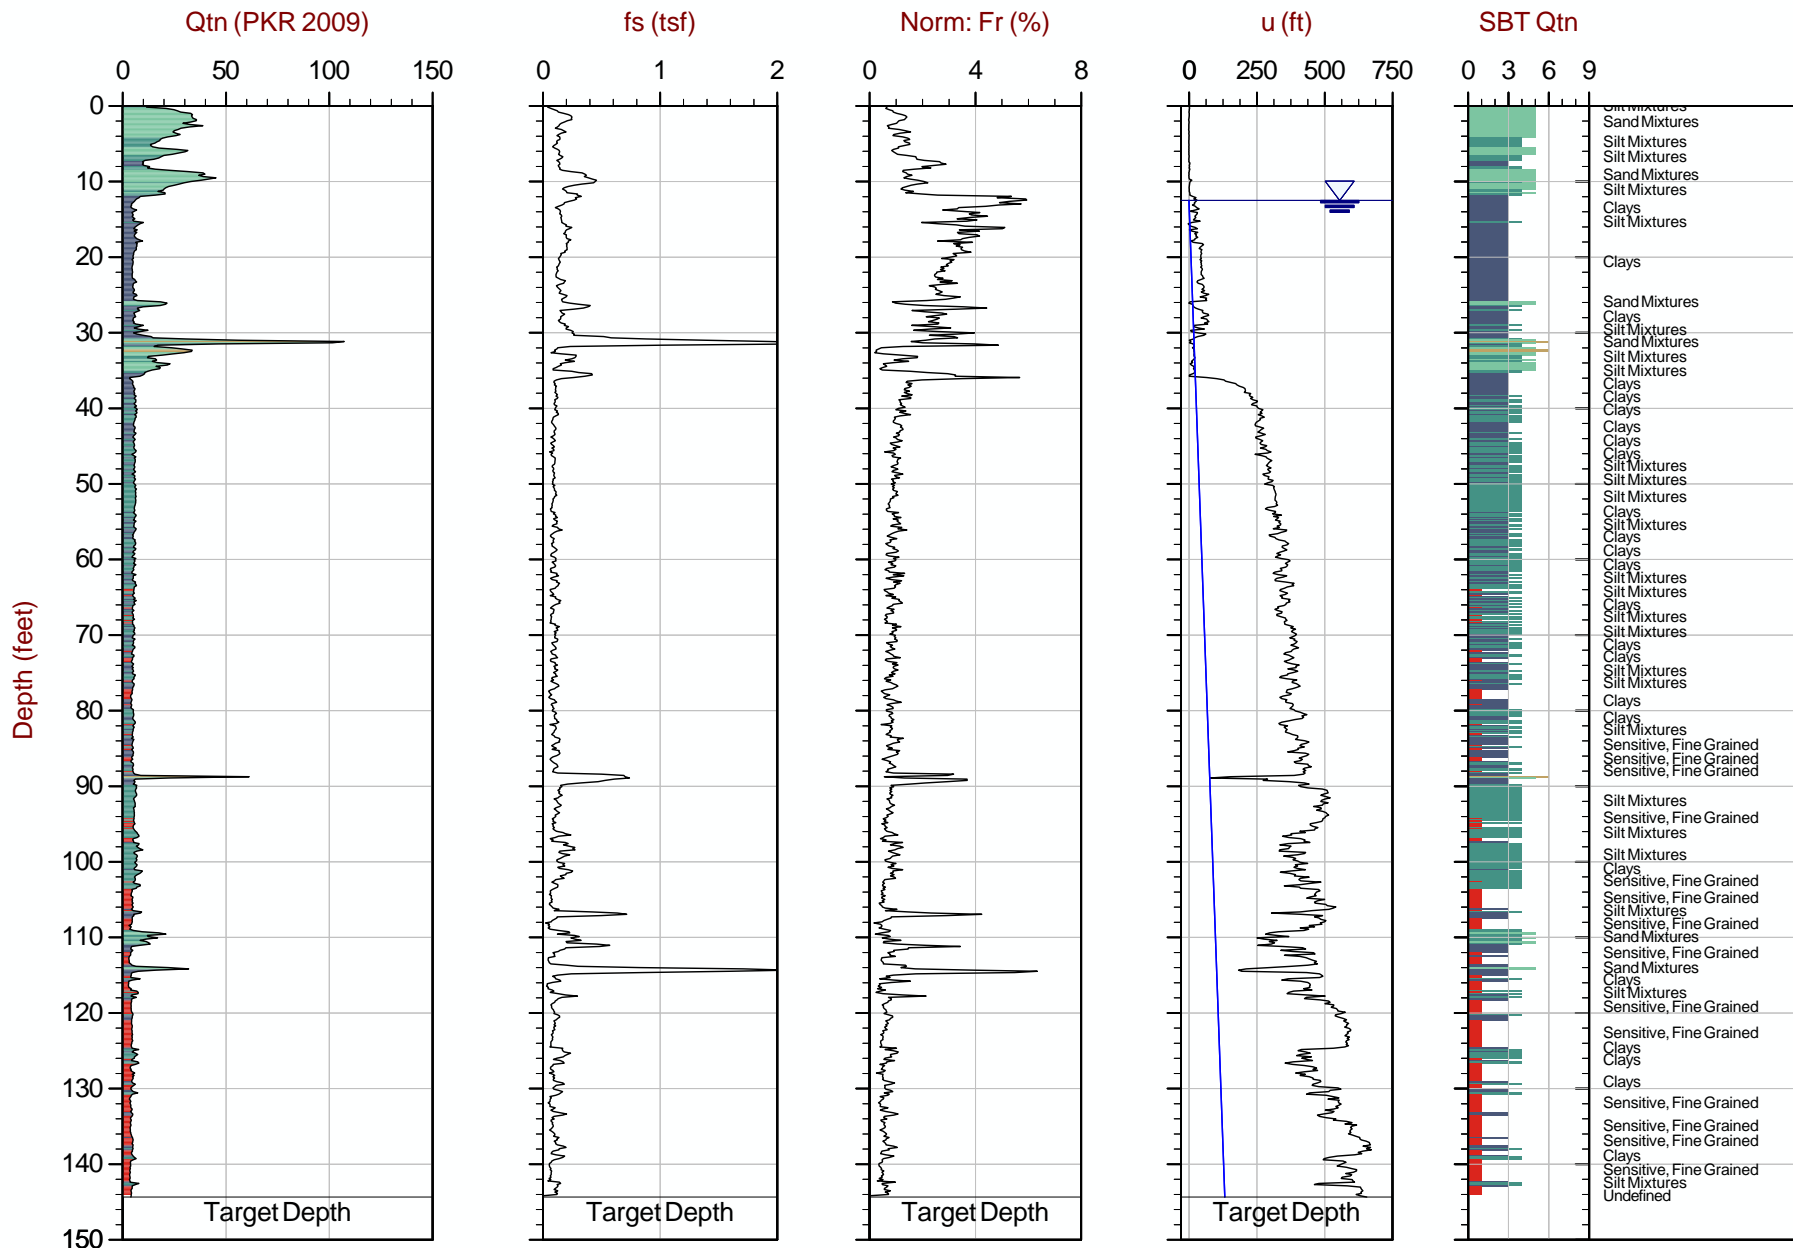 Qtn (PKR 2009)
fs (tsf)
Norm: Fr (%)
u (ft)
SBT Qtn
0 50 100 150
0 1 2
0 4 8
0 250 500 750
0 3 6 9
Depth (feet)
0
10
20
30
40
50
60
70
80
90
100
110
120
130
140
150
Silt Mixtures
Sand Mixtures
Silt Mixtures
Silt Mixtures
Sand Mixtures
Silt Mixtures
Clays
Silt Mixtures
Clays
Sand Mixtures
Clays
Silt Mixtures
Sand Mixtures
Silt Mixtures
Silt Mixtures
Clays
Clays
Clays
Clays
Clays
Clays
Silt Mixtures
Silt Mixtures
Silt Mixtures
Clays
Silt Mixtures
Clays
Clays
Clays
Silt Mixtures
Silt Mixtures
Clays
Silt Mixtures
Silt Mixtures
Clays
Clays
Silt Mixtures
Silt Mixtures
Clays
Clays
Silt Mixtures
Sensitive, Fine Grained
Sensitive, Fine Grained
Sensitive, Fine Grained
Silt Mixtures
Sensitive, Fine Grained
Silt Mixtures
Silt Mixtures
Clays
Sensitive, Fine Grained
Sensitive, Fine Grained
Silt Mixtures
Sensitive, Fine Grained
Sand Mixtures
Sensitive, Fine Grained
Sand Mixtures
Clays
Silt Mixtures
Sensitive, Fine Grained
Sensitive, Fine Grained
Clays
Clays
Clays
Sensitive, Fine Grained
Sensitive, Fine Grained
Sensitive, Fine Grained
Clays
Sensitive, Fine Grained
Silt Mixtures
Undefined
Target Depth
Target Depth
Target Depth
Target Depth